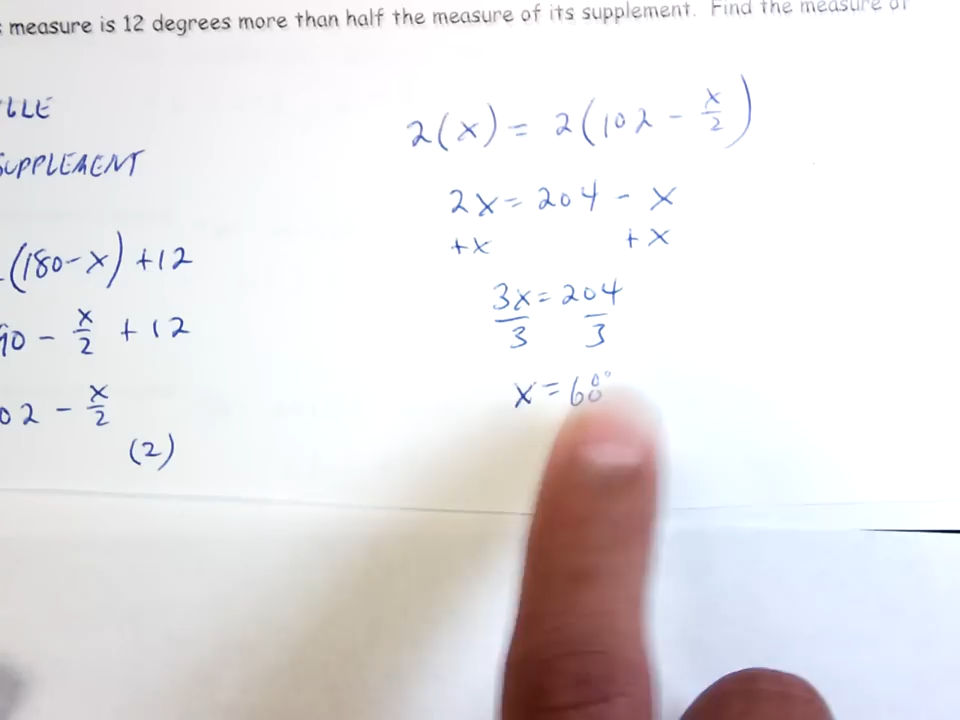 measure is 12 degrees more than half the measure of its supplement. Find the measure of
SUPPLEMENT
(180-x) +12
90 - x/2 + 12
02 - x/2
(2)
2(x) = 2(102 - x/2)
2x = 204 - x
+x +x
3x = 204
3 3
x = 68°